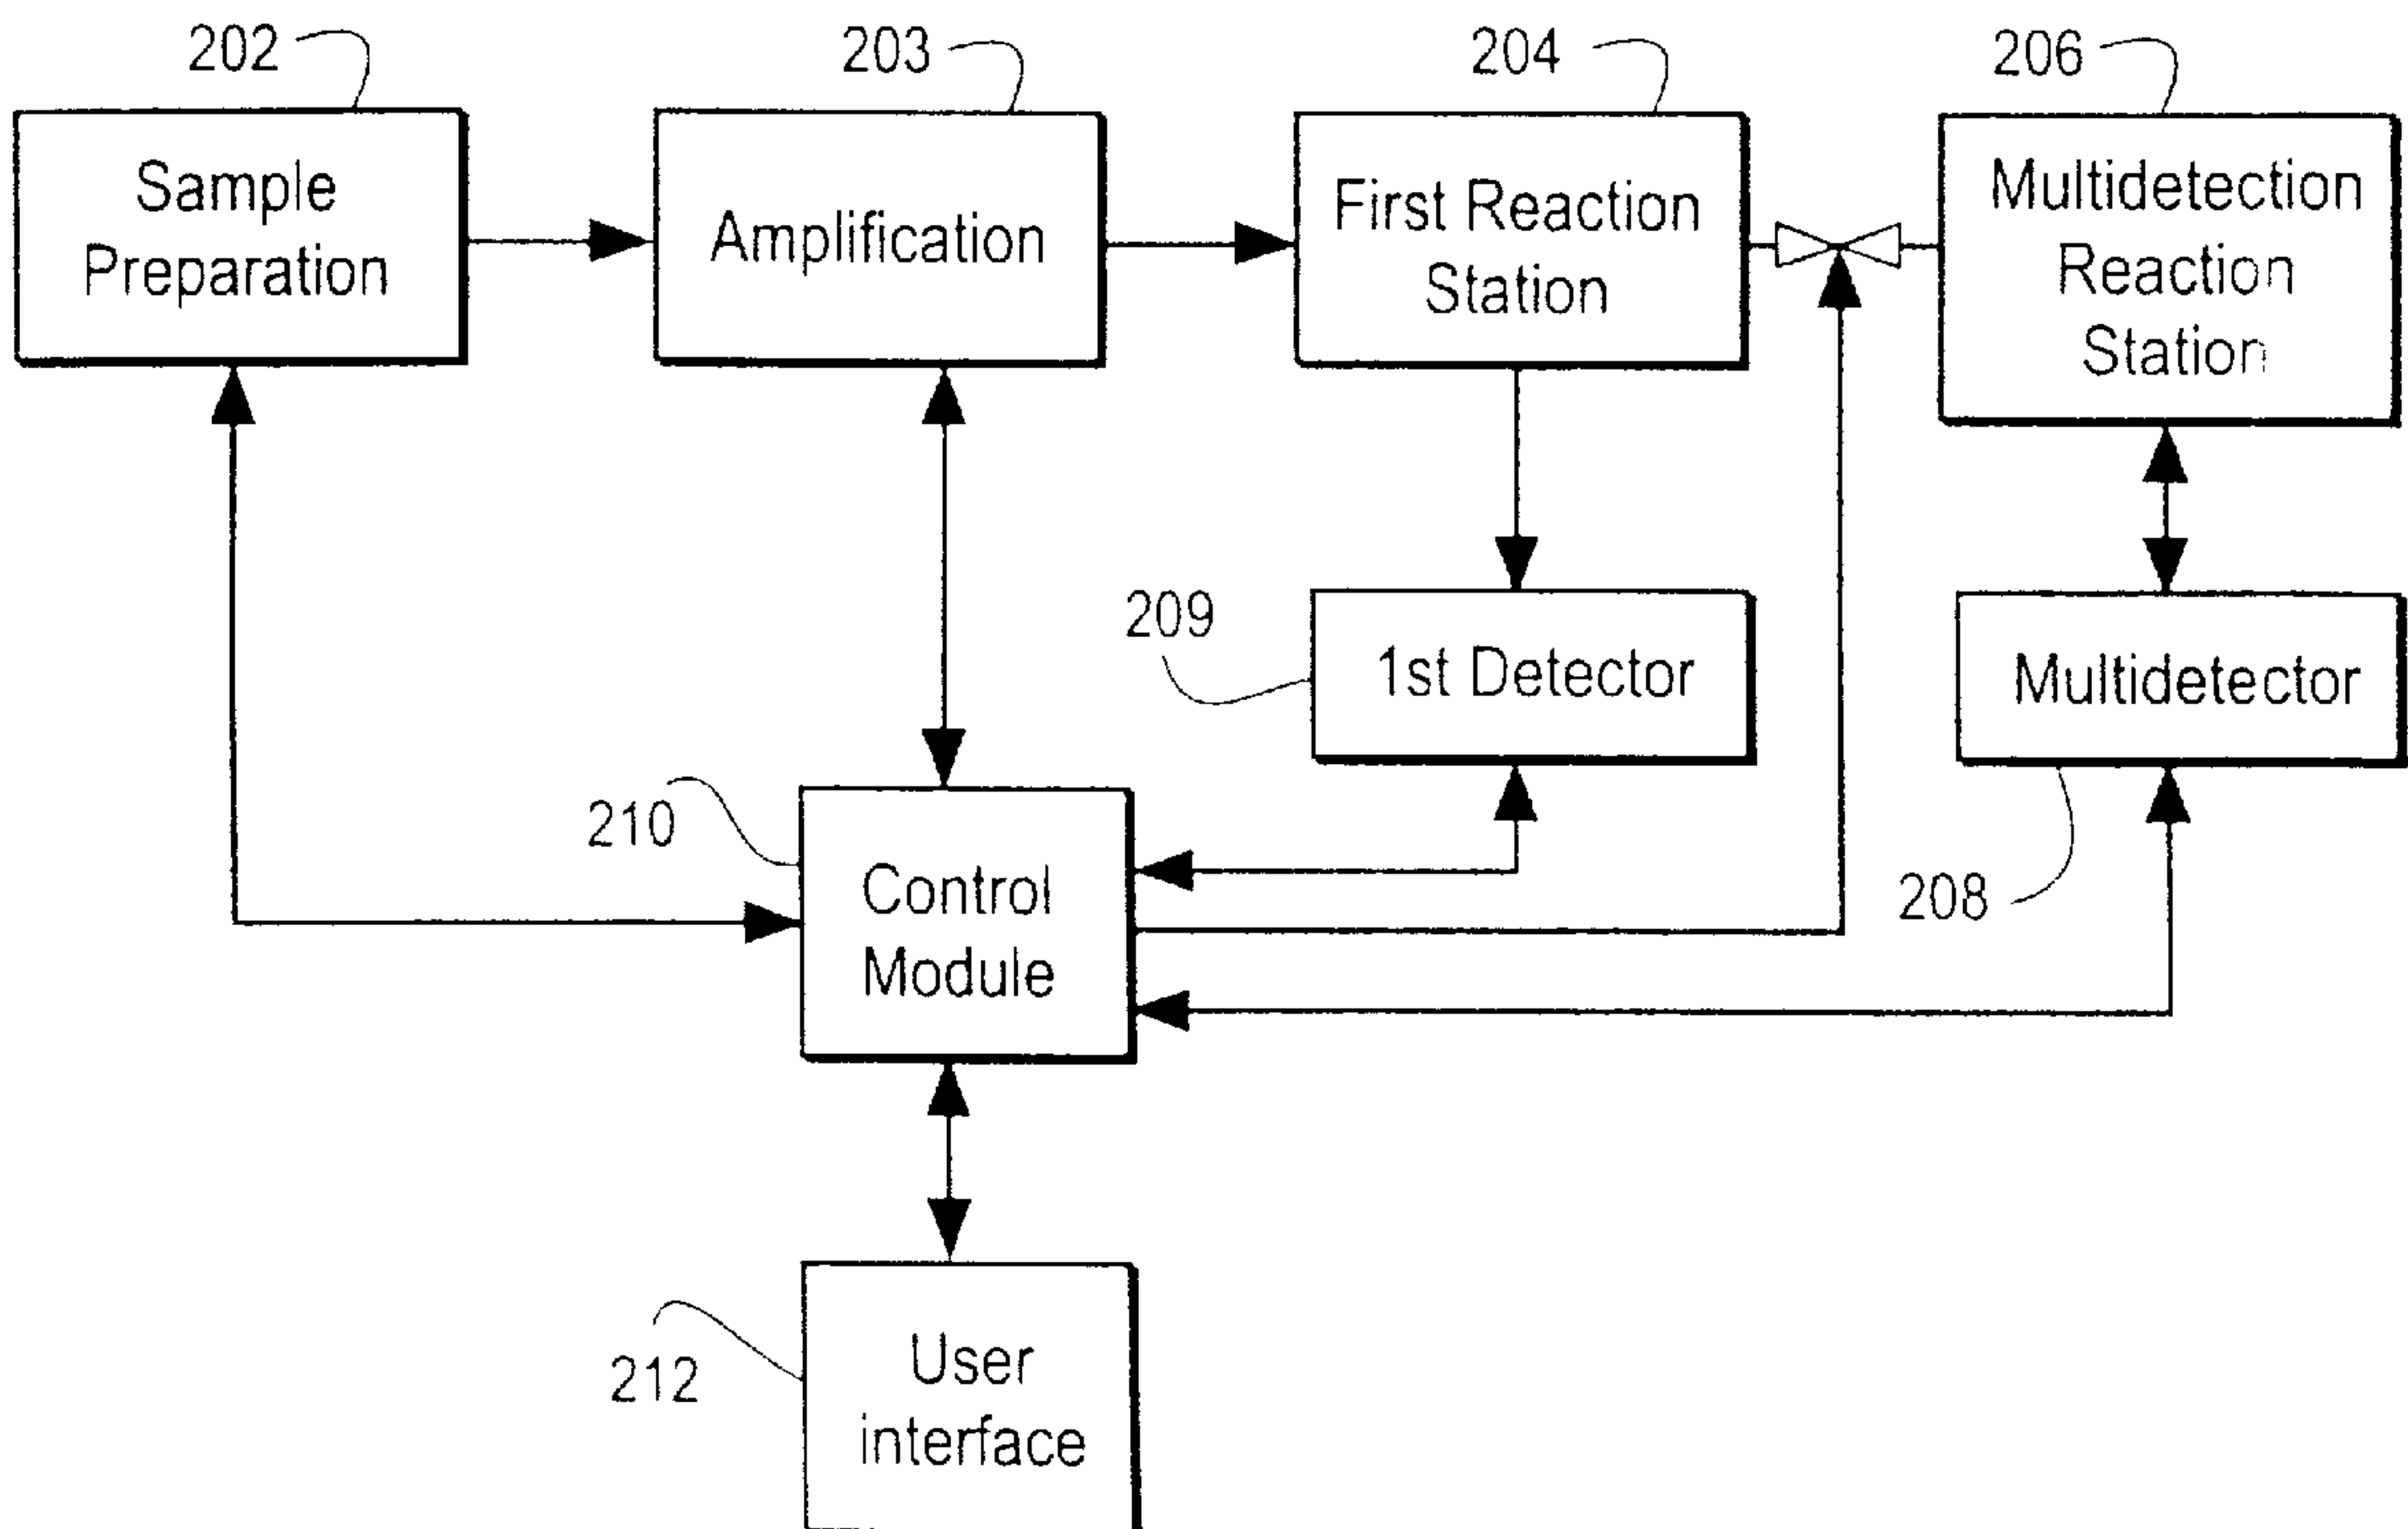 202
203
204
206
Sample
Preparation
Amplification
First Reaction
Station
Multidetection
Reaction
Station
209
1st Detector
Multidetector
210
Control
Module
208
212
User
interface